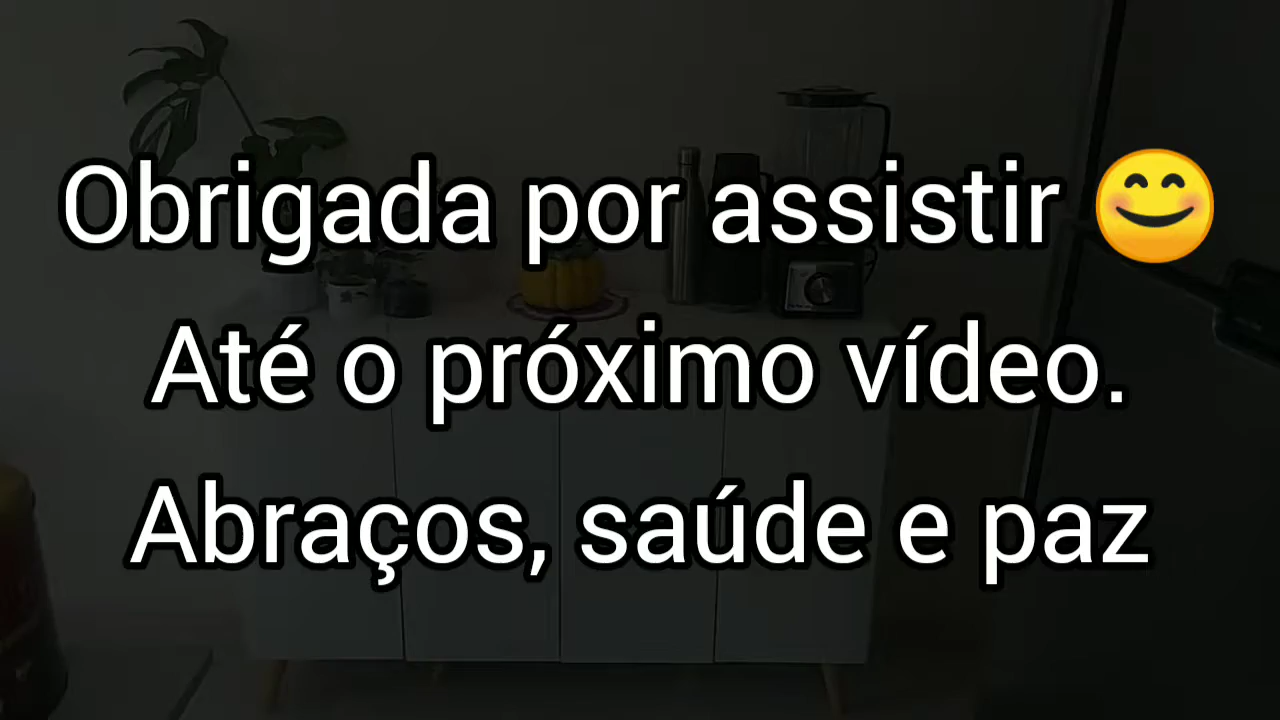 Obrigada por assistir 😊
Até o próximo vídeo.
Abraços, saúde e paz